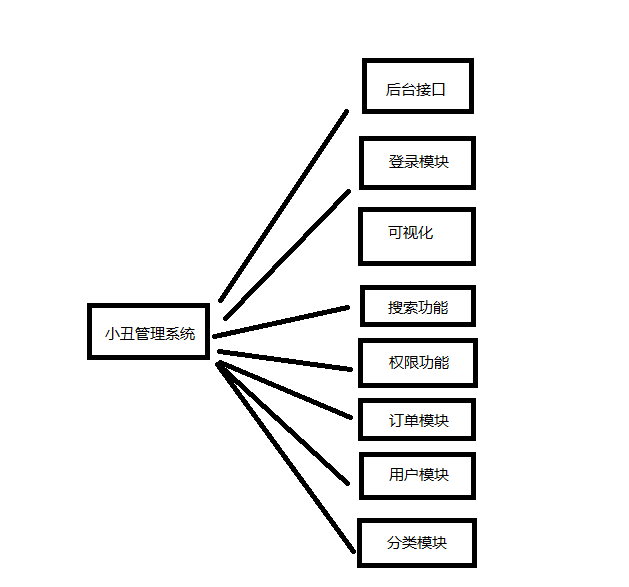 后台接口
登录模块
可视化
搜索功能
小丑管理系统
权限功能
订单模块
用户模块
分类模块